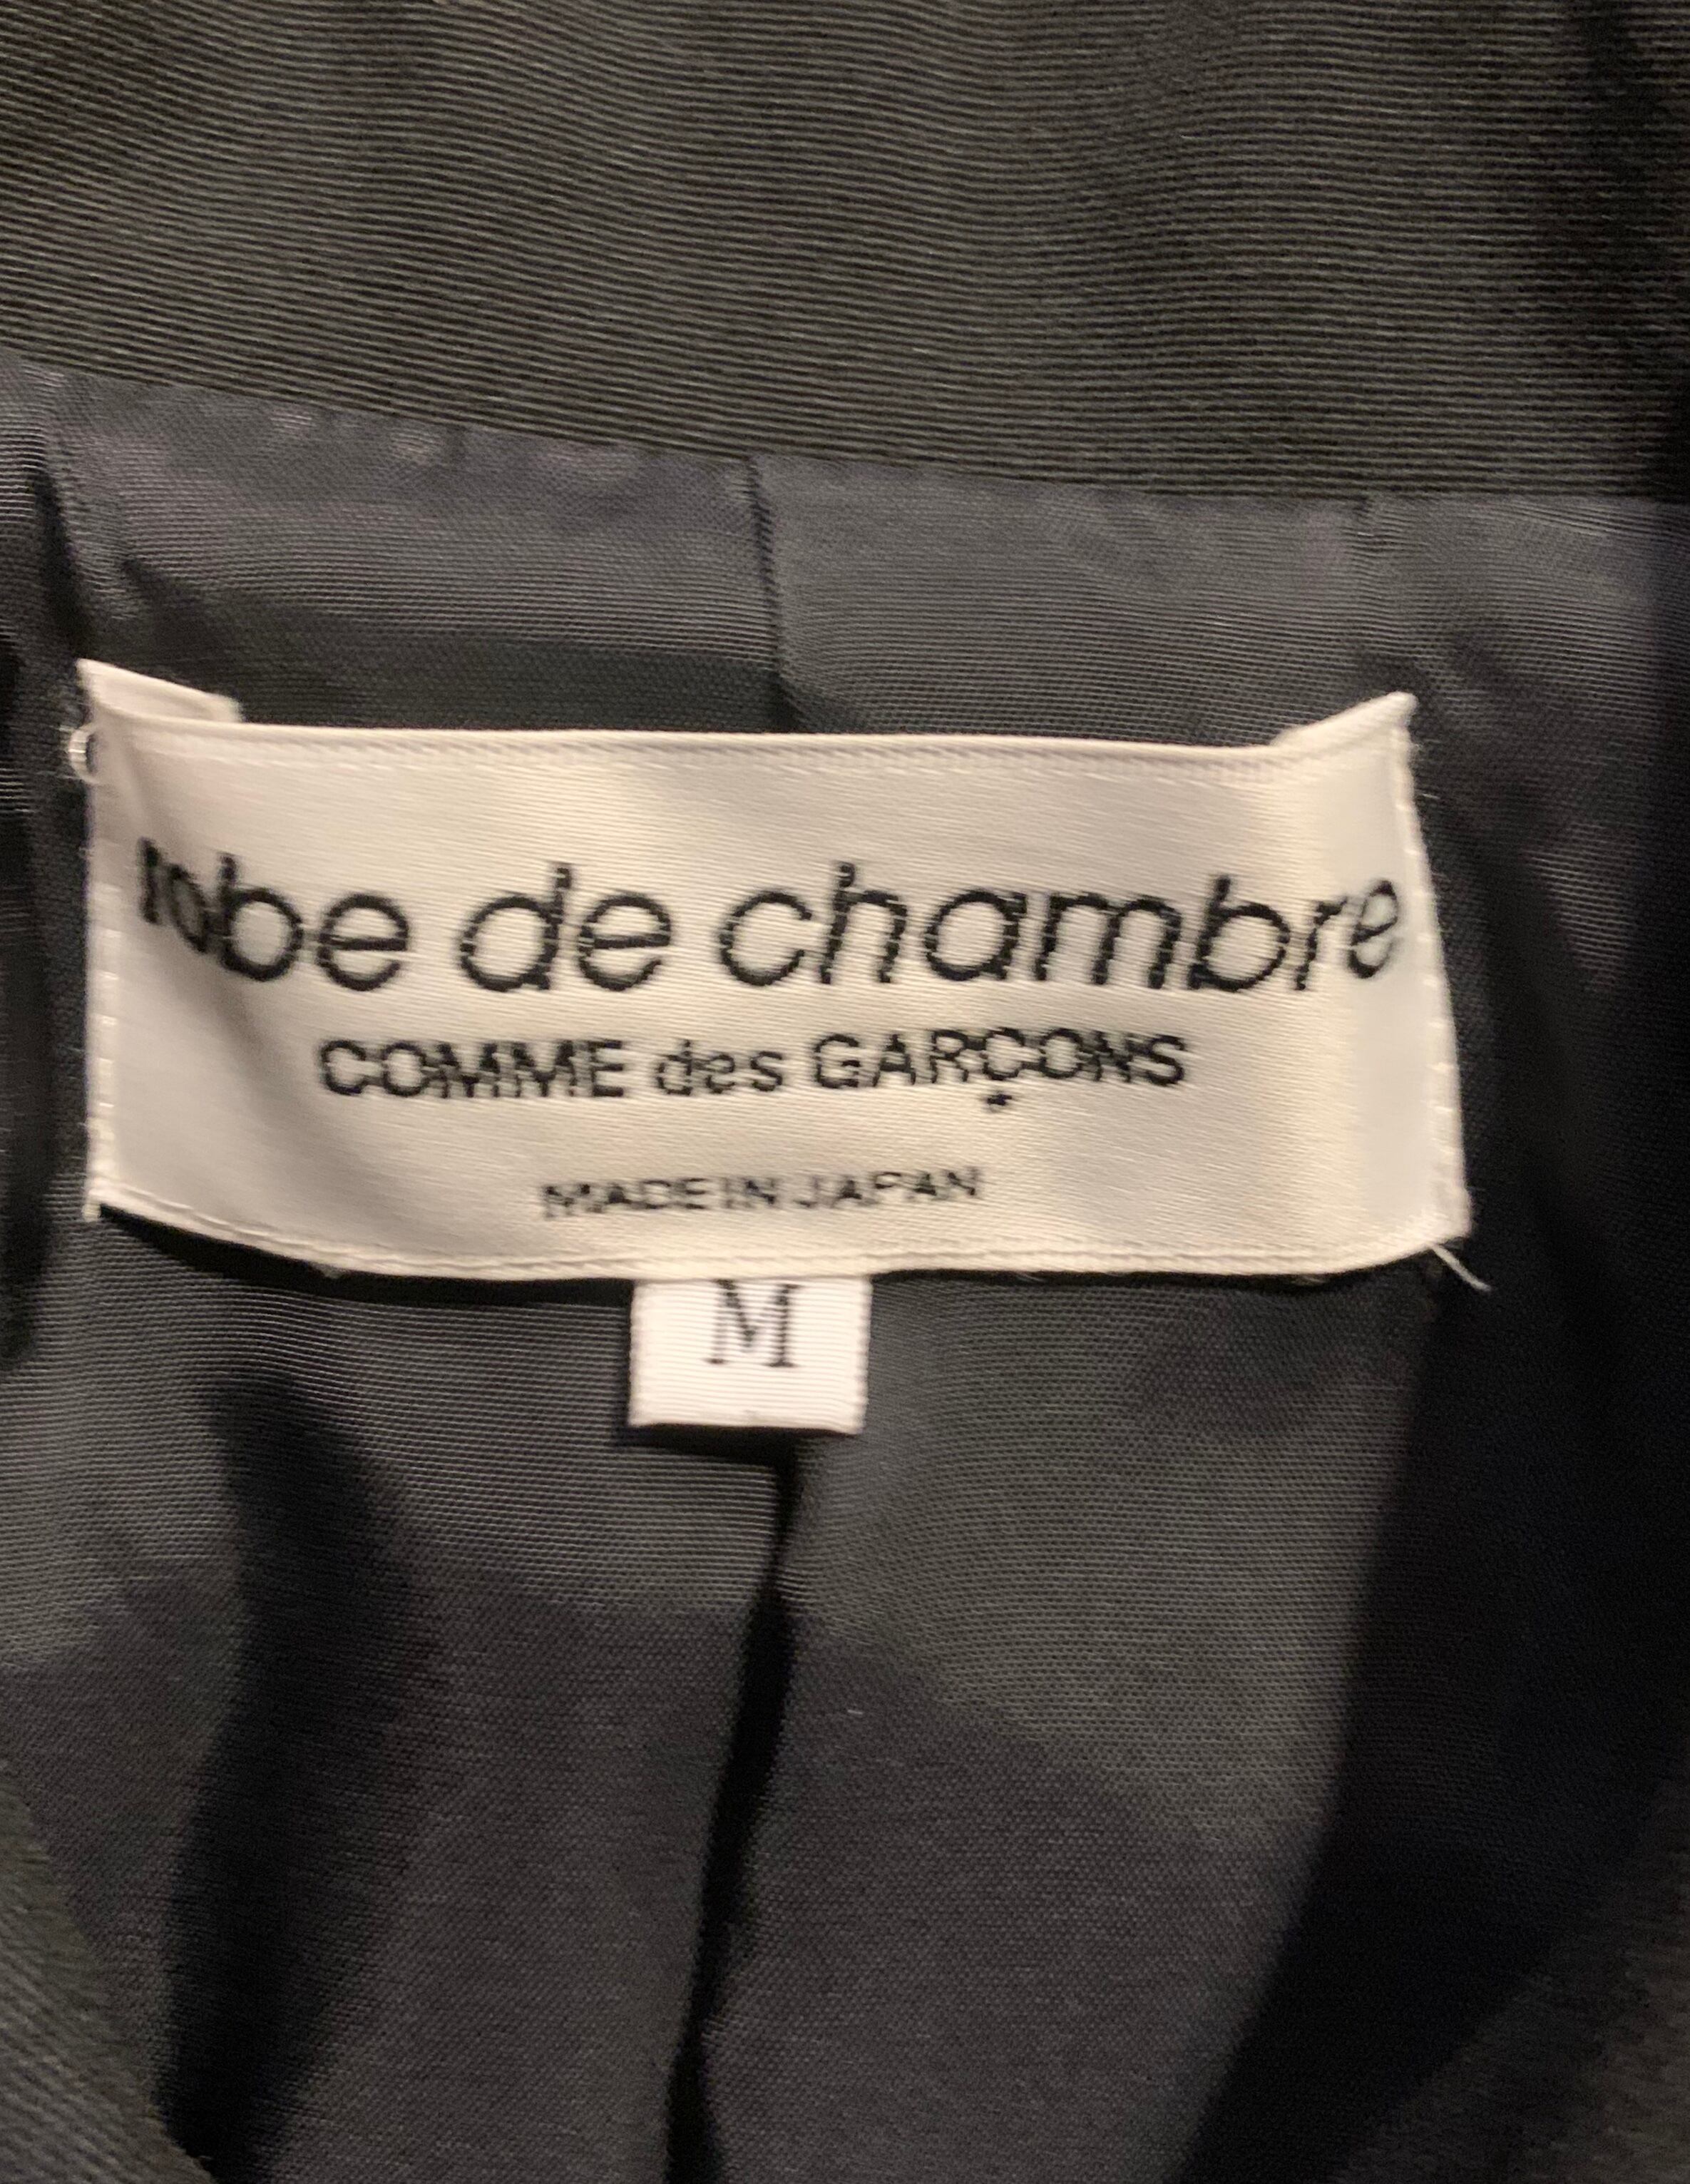 robe de chambre
COMME des GARÇONS
MADE IN JAPAN
M